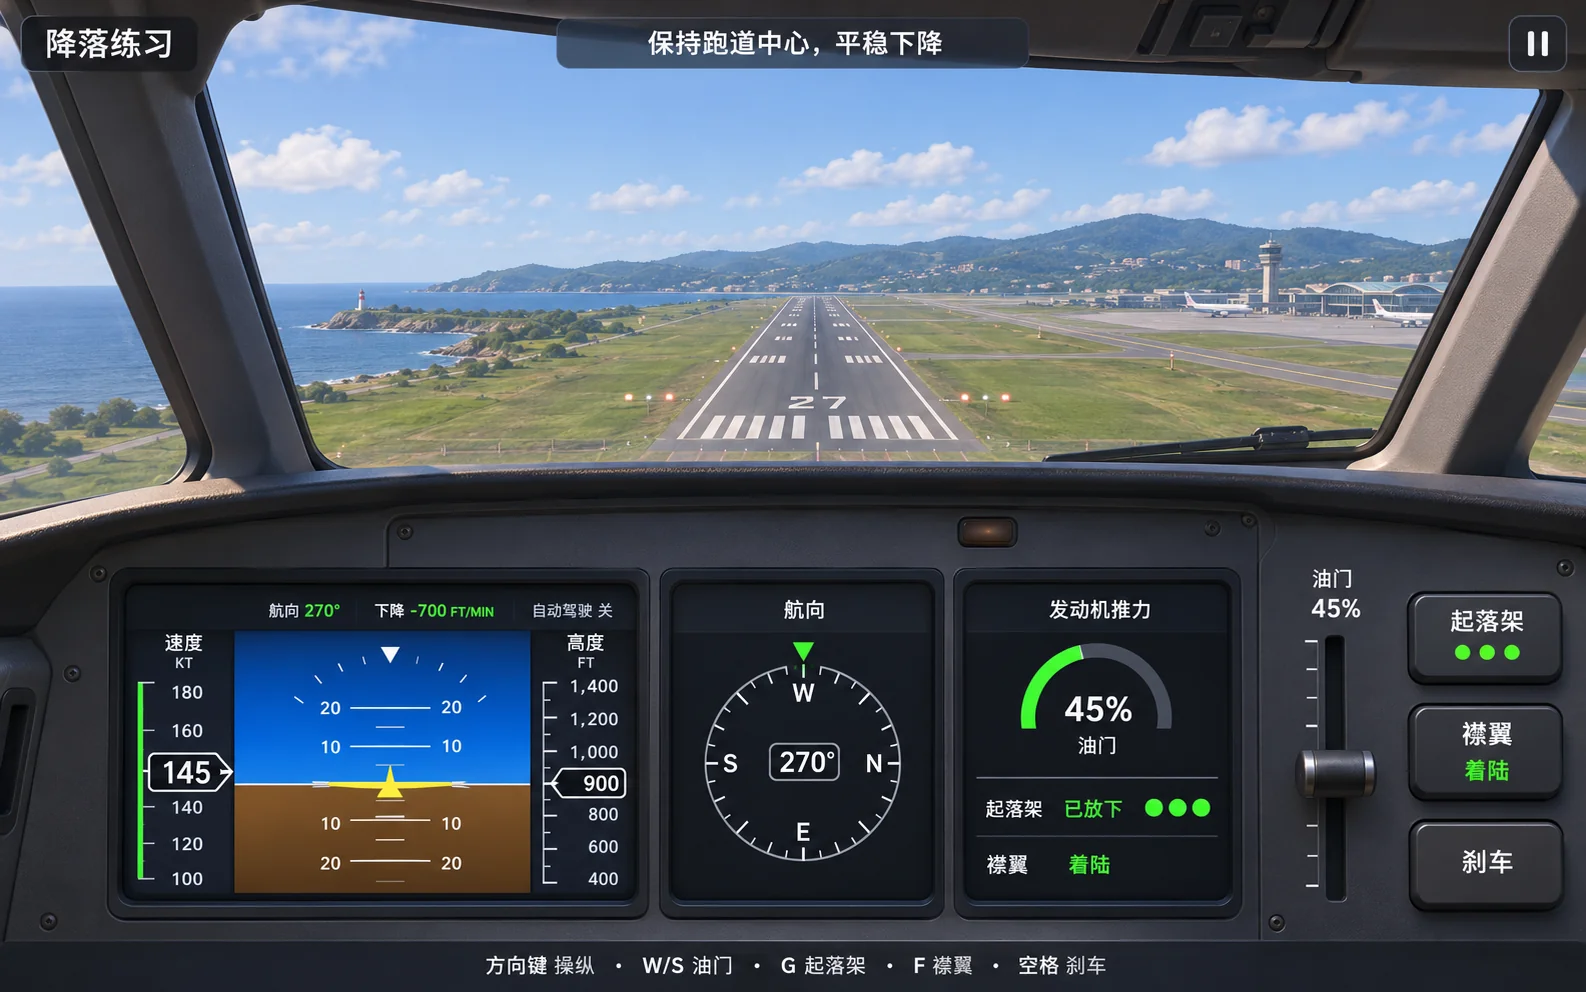 降落练习
保持跑道中心，平稳下降
27
航向 270°
下降 -700 FT/MIN
自动驾驶 关
速度
KT
180
160
145
140
120
100
20 20
10 10
10 10
20 20
高度
FT
1,400
1,200
1,000
900
800
600
400
航向
W
S
270°
N
E
发动机推力
45%
油门
起落架 已放下
襟翼 着陆
油门
45%
起落架
襟翼
着陆
刹车
方向键 操纵 • W/S 油门 • G 起落架 • F 襟翼 • 空格 刹车